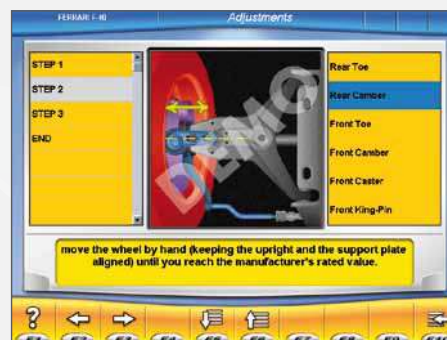 FERRARI F-40
Adjustments
STEP 1
STEP 2
STEP 3
END
DEMO
Rear Toe
Rear Camber
Front Toe
Front Camber
Front Caster
Front King-Pin
move the wheel by hand (keeping the upright and the support plate
aligned) until you reach the manufacturer's rated value.
?